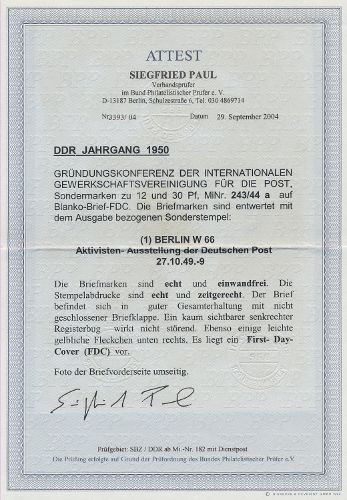 ATTEST
SIEGFRIED PAUL
Verbandsprüfer
im Bund Philatelistischer Prüfer e. V.
D-13187 Berlin, Schulzestraße 6, Tel. 030 4869714
Nr3393/ 04 Datum 29. September 2004
DDR JAHRGANG 1950
GRÜNDUNGSKONFERENZ DER INTERNATIONALEN
GEWERKSCHAFTSVEREINIGUNG FÜR DIE POST,
Sondermarken zu 12 und 30 Pf, MiNr. 243/44 a auf
Blanko-Brief-FDC. Die Briefmarken sind entwertet mit
dem Ausgabe bezogenen Sonderstempel:
(1) BERLIN W 66
Aktivisten- Ausstellung der Deutschen Post
27.10.49.-9
Die Briefmarken sind echt und einwandfrei. Die
Stempelabdrucke sind echt und zeitgerecht. Der Brief
befindet sich in guter Gesamterhaltung mit nicht
geschlossener Briefklappe. Ein kaum sichtbarer senkrechter
Registerbug wirkt nicht störend. Ebenso einige leichte
gelbliche Fleckchen unten rechts. Es liegt ein First- Day-
Cover (FDC) vor.
Foto der Briefvorderseite umseitig.
Prüfgebiet: SBZ / DDR ab Mi.-Nr. 182 mit Dienstpost
Die Prüfung erfolgte auf Grund der Prüfordnung des Bundes Philatelistischer Prüfer e.V.